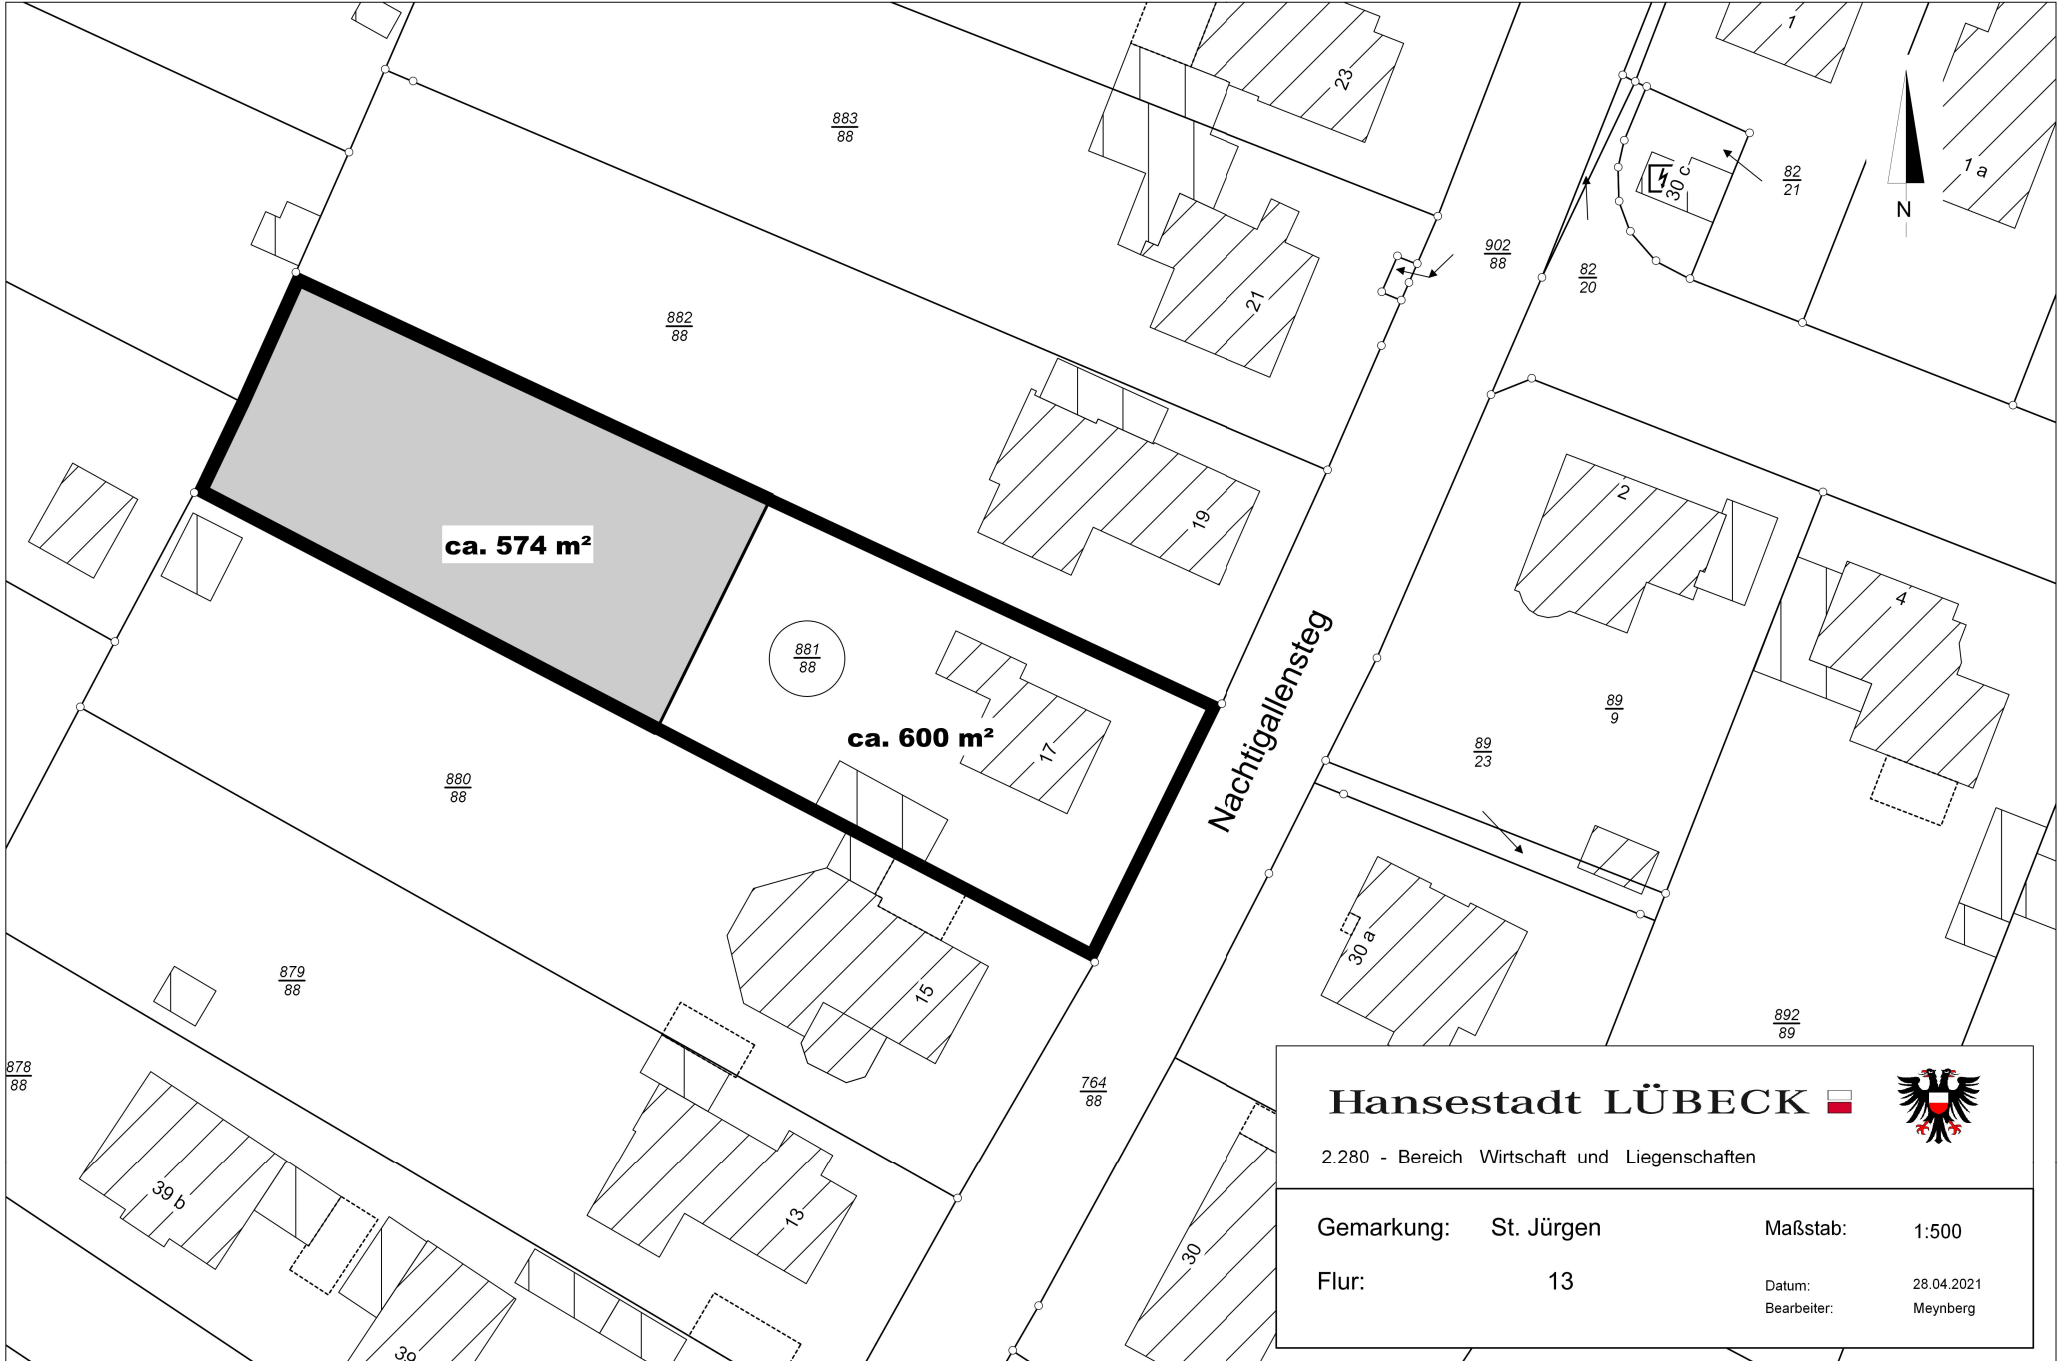 1
23
883
88
30 c
82
21
1 a
N
902
88
82
20
21
882
88
2
19
ca. 574 m²
4
881
88
Nachtigallensteg
89
9
ca. 600 m²
17
89
23
880
88
30 a
879
88
15
892
89
878
88
764
88
39 b
13
30
39
Hansestadt LÜBECK
2.280 - Bereich Wirtschaft und Liegenschaften
Gemarkung: St. Jürgen
Maßstab: 1:500
Flur: 13
Datum: 28.04.2021
Bearbeiter: Meynberg